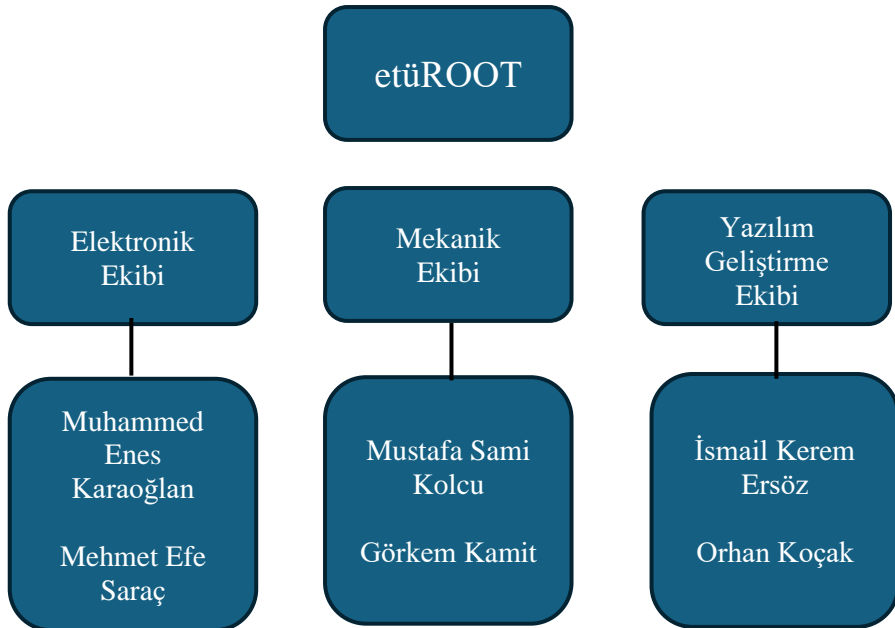 etüROOT
Elektronik
Ekibi
Mekanik
Ekibi
Yazılım
Geliştirme
Ekibi
Muhammed
Enes
Karaoğlan
Mehmet Efe
Saraç
Mustafa Sami
Kolcu
Görkem Kamit
İsmail Kerem
Ersöz
Orhan Koçak